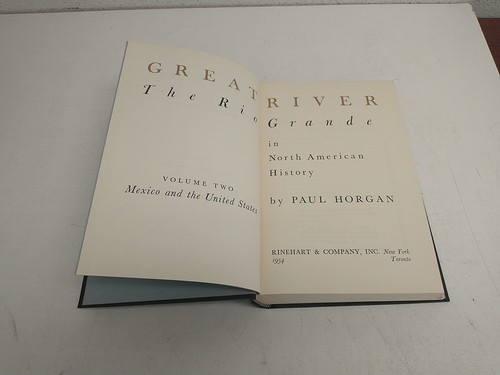 GREAT RIVER
The Rio Grande
in
North American
History
VOLUME TWO
Mexico and the United States
by PAUL HORGAN
RINEHART & COMPANY, INC. New York
1954 Toronto